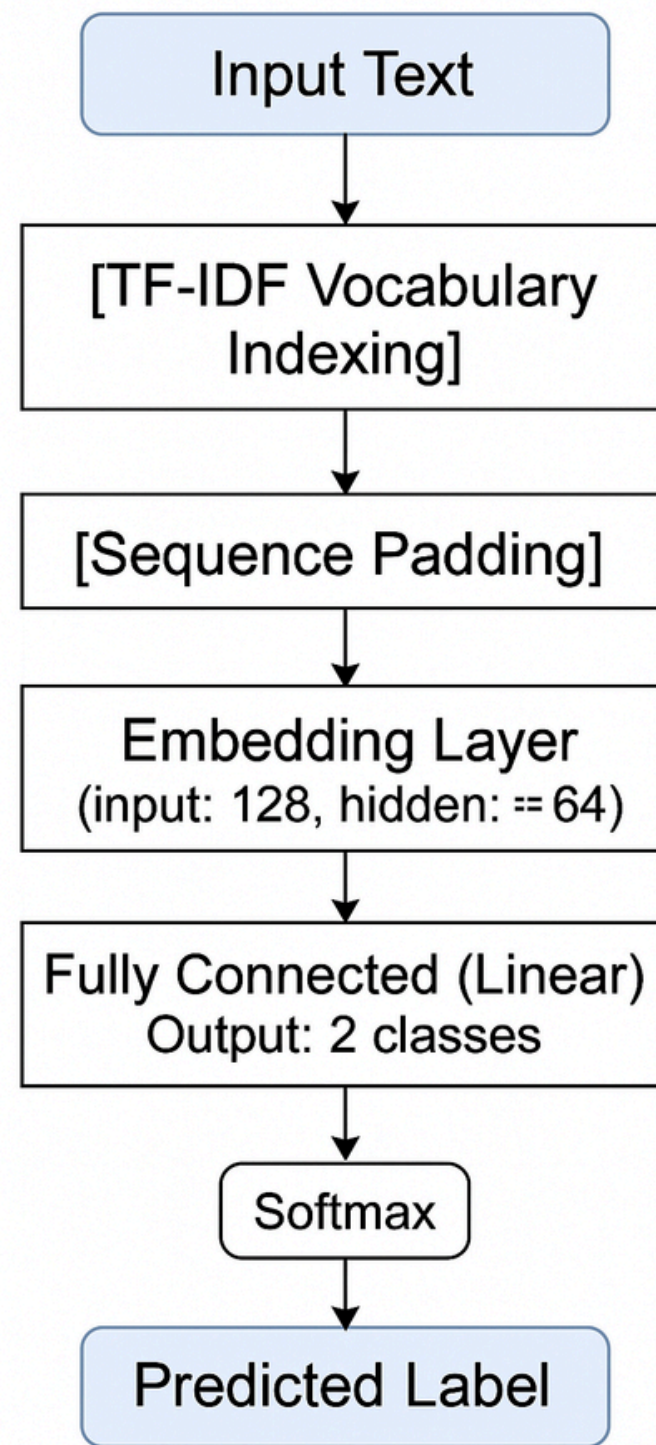 Input Text
[TF-IDF Vocabulary
Indexing]
[Sequence Padding]
Embedding Layer
(input: 128, hidden: == 64)
Fully Connected (Linear)
Output: 2 classes
Softmax
Predicted Label